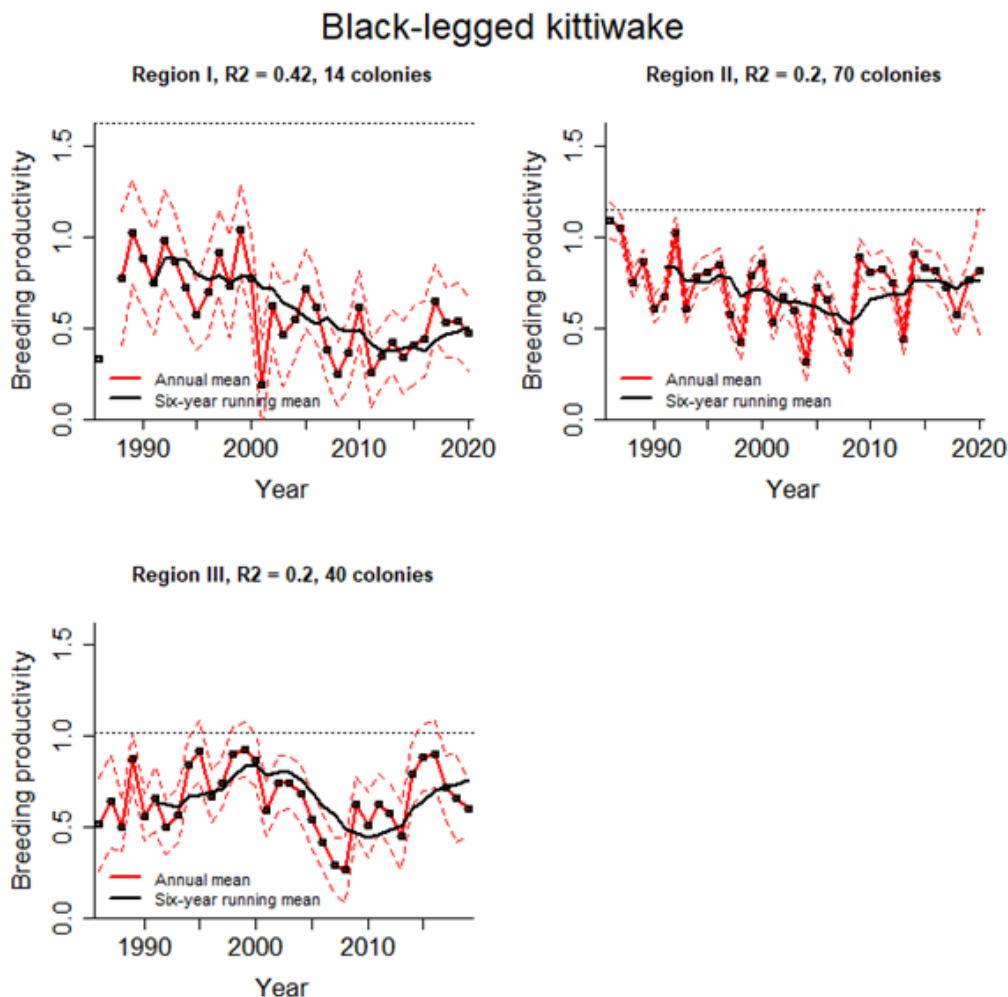 Black-legged kittiwake
Region I, R2 = 0.42, 14 colonies
Breeding productivity
0.0 0.5 1.0 1.5
Annual mean
Six-year running mean
1990 2000 2010 2020
Year
Region II, R2 = 0.2, 70 colonies
Breeding productivity
0.0 0.5 1.0 1.5
Annual mean
Six-year running mean
1990 2000 2010 2020
Year
Region III, R2 = 0.2, 40 colonies
Breeding productivity
0.0 0.5 1.0 1.5
Annual mean
Six-year running mean
1990 2000 2010
Year